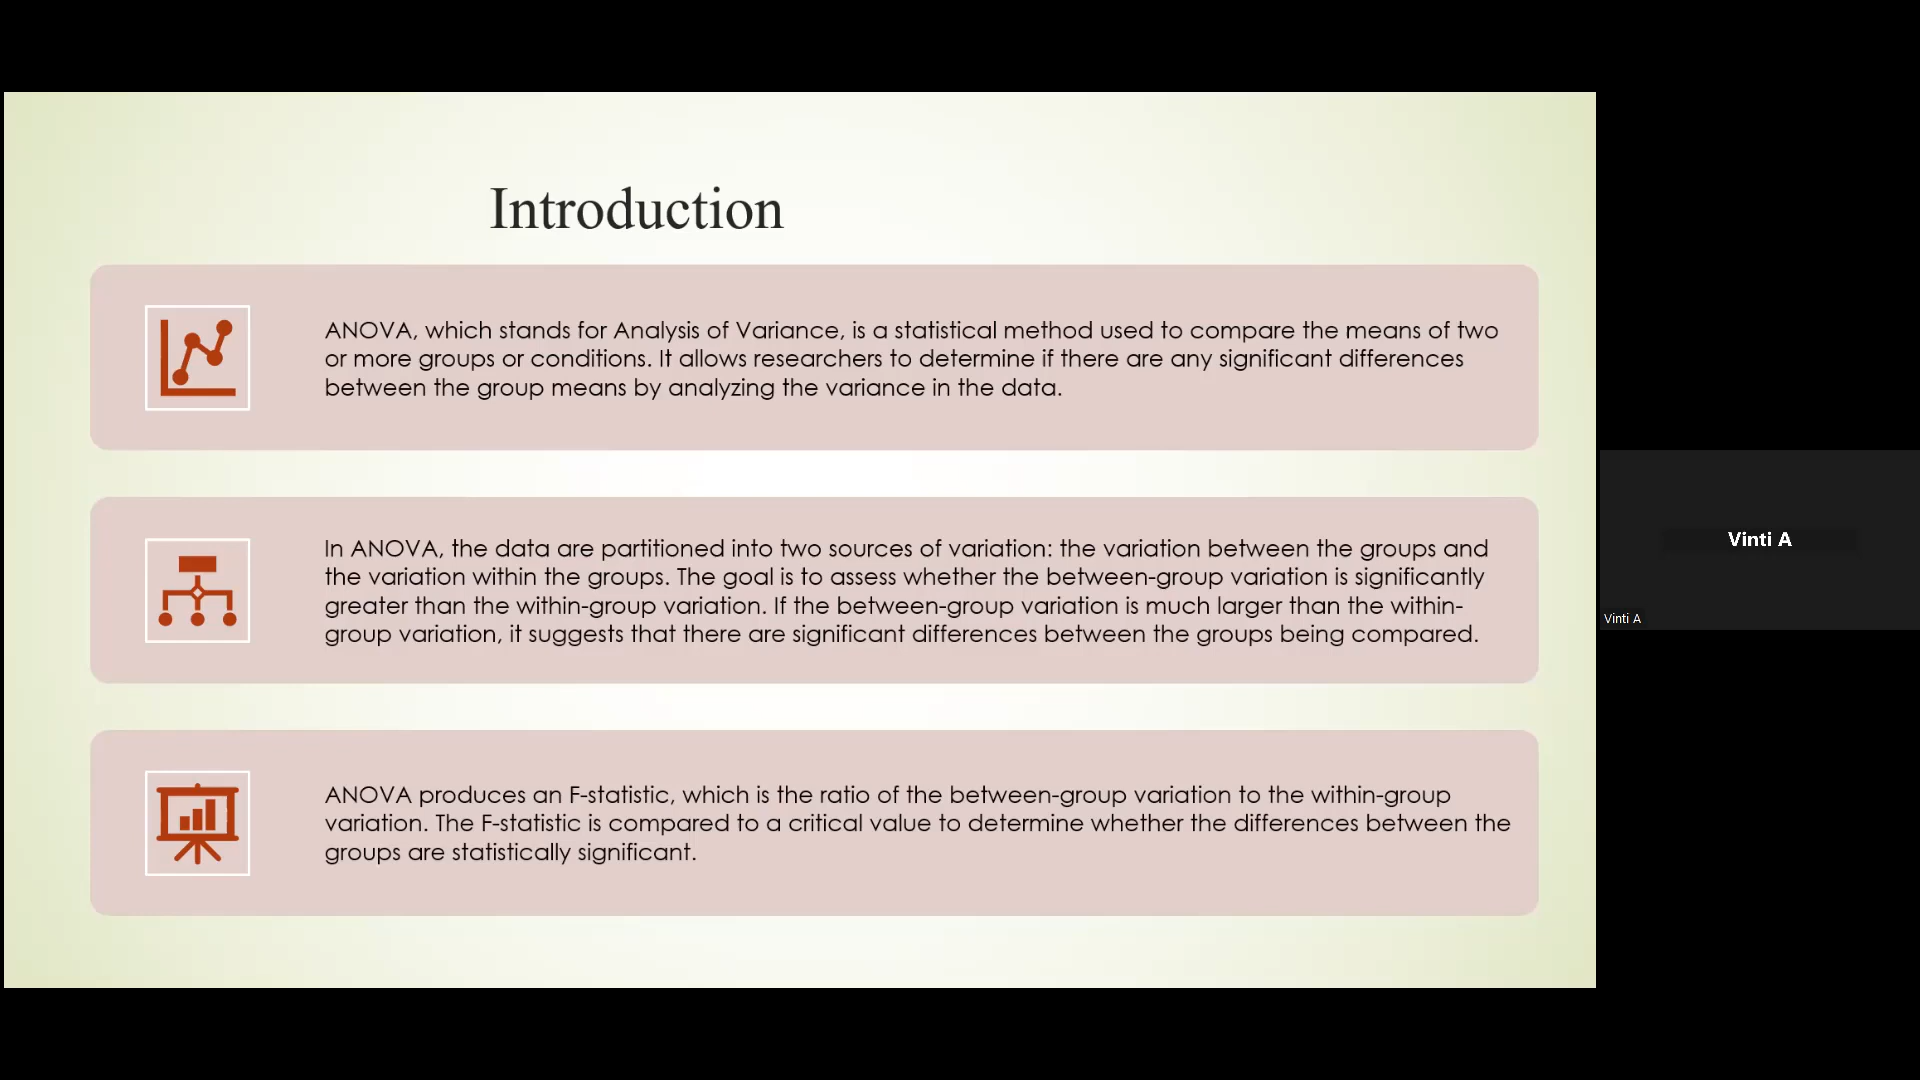 Introduction
ANOVA, which stands for Analysis of Variance, is a statistical method used to compare the means of two
or more groups or conditions. It allows researchers to determine if there are any significant differences
between the group means by analyzing the variance in the data.
In ANOVA, the data are partitioned into two sources of variation: the variation between the groups and
the variation within the groups. The goal is to assess whether the between-group variation is significantly
greater than the within-group variation. If the between-group variation is much larger than the within-
group variation, it suggests that there are significant differences between the groups being compared.
ANOVA produces an F-statistic, which is the ratio of the between-group variation to the within-group
variation. The F-statistic is compared to a critical value to determine whether the differences between the
groups are statistically significant.
Vinti A
Vinti A